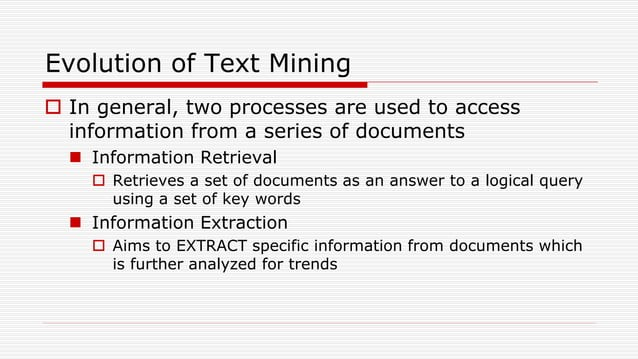 Evolution of Text Mining
In general, two processes are used to access
information from a series of documents
Information Retrieval
Retrieves a set of documents as an answer to a logical query
using a set of key words
Information Extraction
Aims to EXTRACT specific information from documents which
is further analyzed for trends